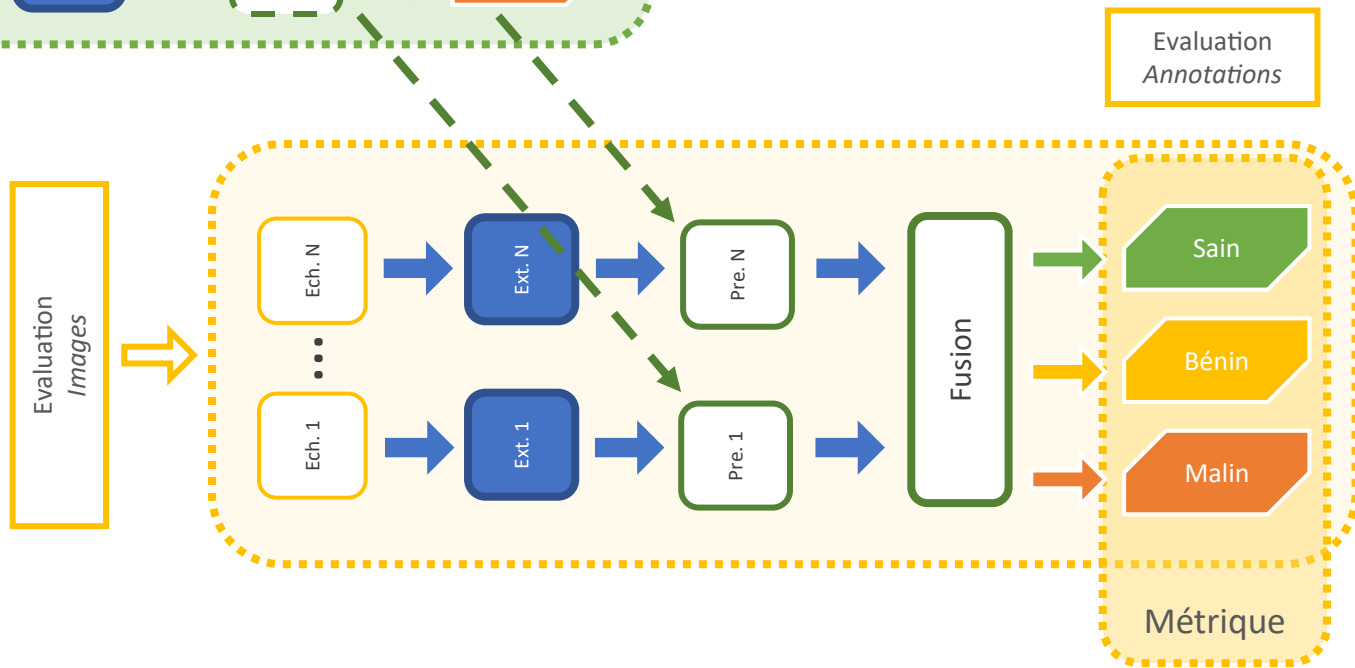 Evaluation
Annotations
Evaluation
Images
Ech. N
Ext. N
Pre. N
...
Ech. 1
Ext. 1
Pre. 1
Fusion
Sain
Bénin
Malin
Métrique